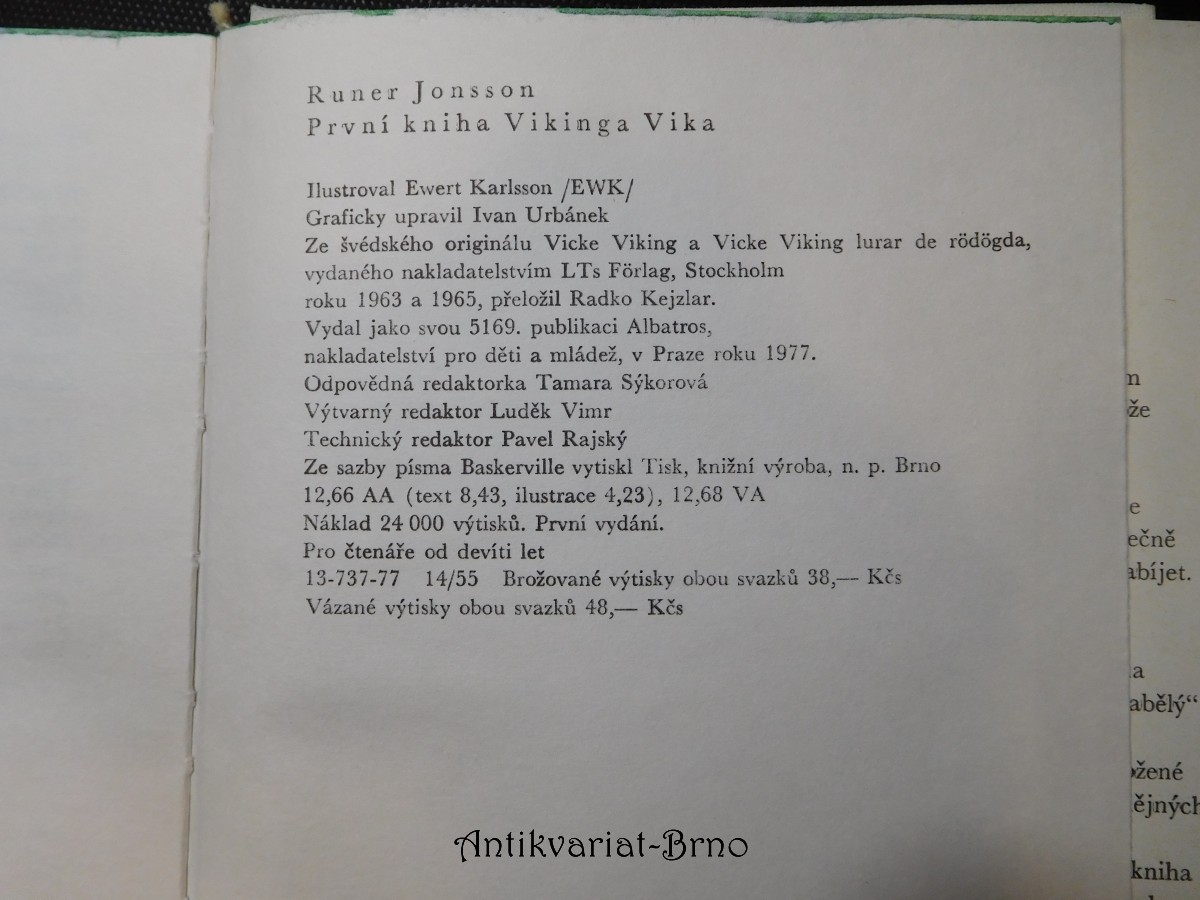 Runer Jonsson
První kniha Vikinga Vika
Ilustroval Ewert Karlsson /EWK/
Graficky upravil Ivan Urbánek
Ze švédského originálu Vicke Viking a Vicke Viking lurar de rödögda,
vydaného nakladatelstvím LTs Förlag, Stockholm
roku 1963 a 1965, přeložil Radko Kejzlar.
Vydal jako svou 5169. publikaci Albatros,
nakladatelství pro děti a mládež, v Praze roku 1977.
Odpovědná redaktorka Tamara Sýkorová
Výtvarný redaktor Luděk Vimr
Technický redaktor Pavel Rajský
Ze sazby písma Baskerville vytiskl Tisk, knižní výroba, n. p. Brno
12,66 AA (text 8,43, ilustrace 4,23), 12,68 VA
Náklad 24 000 výtisků. První vydání.
Pro čtenáře od devíti let
13-737-77 14/55 Brožované výtisky obou svazků 38,— Kčs
Vázané výtisky obou svazků 48,— Kčs
že
kniha
Antikvariat-Brno